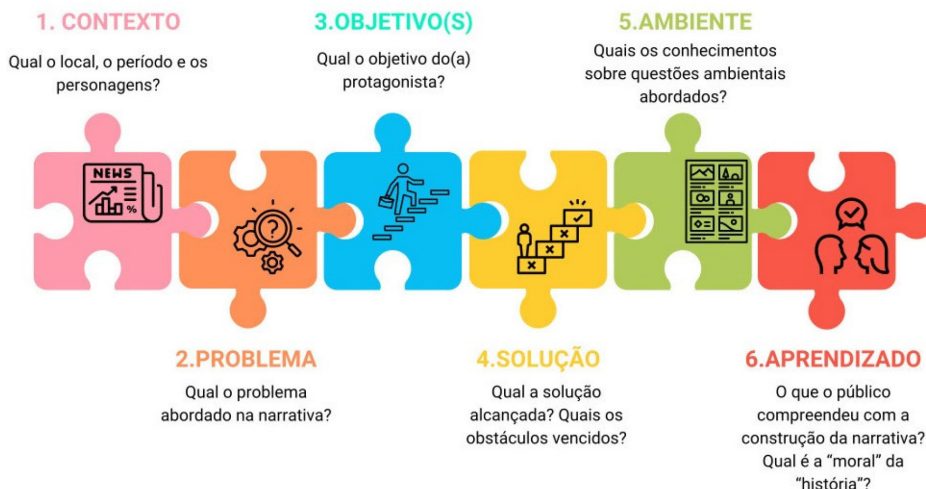 1. CONTEXTO
Qual o local, o período e os
personagens?
NEWS
%
?
2.PROBLEMA
Qual o problema
abordado na narrativa?
3.OBJETIVO(S)
Qual o objetivo do(a)
protagonista?
4.SOLUÇÃO
Qual a solução
alcançada? Quais os
obstáculos vencidos?
5.AMBIENTE
Quais os conhecimentos
sobre questões ambientais
abordados?
6.APRENDIZADO
O que o público
compreendeu com a
construção da narrativa?
Qual é a “moral” da
“história”?